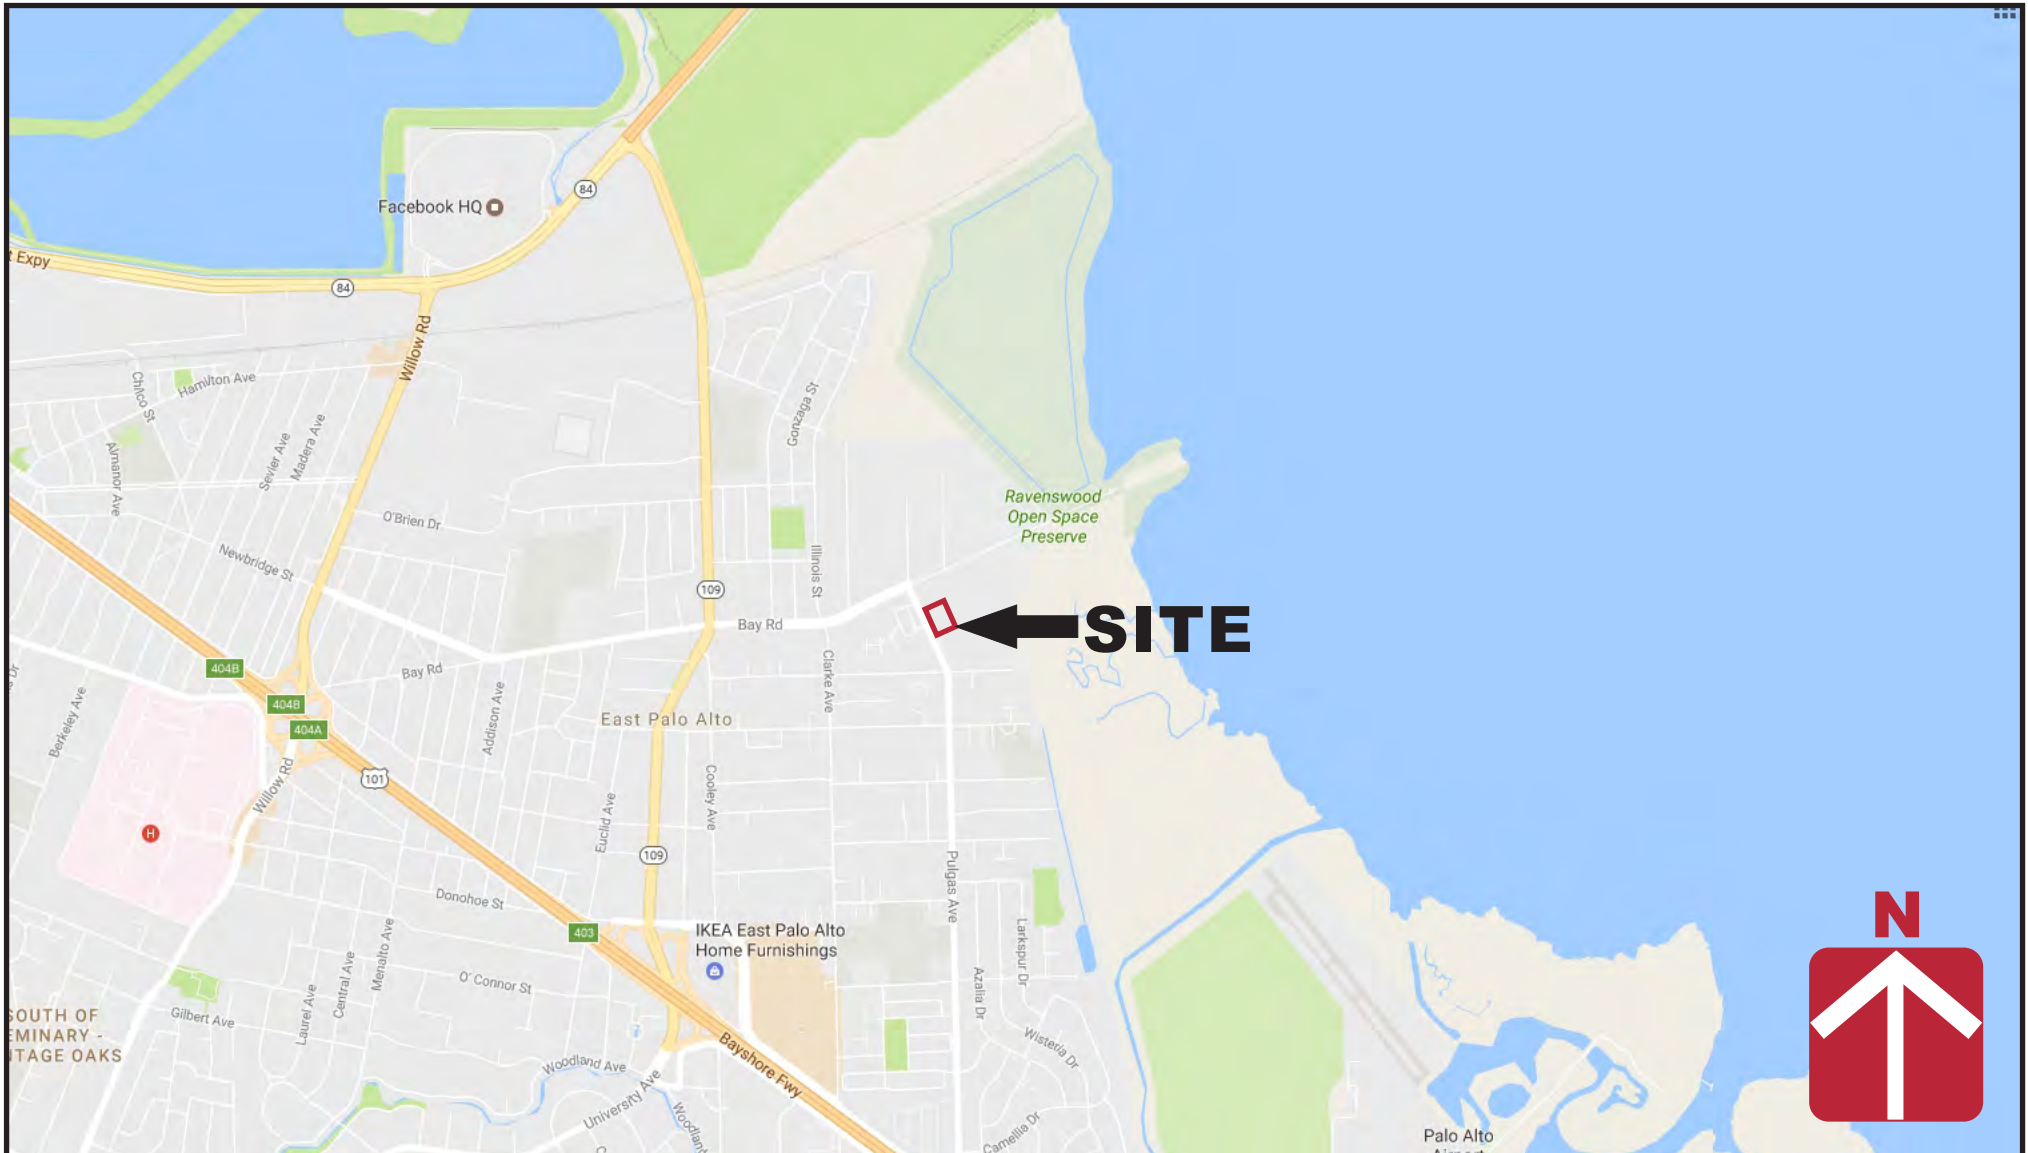 84
Facebook HQ
t Expy
84
Willow Rd
Chilco St
Hamilton Ave
Gonzaga St
Sevier Ave
Madera Ave
Almanor Ave
Ravenswood
Open Space
Preserve
O'Brien Dr
Newbridge St
Illinois St
109
Bay Rd
SITE
404B
Bay Rd
Clarke Ave
Berkeley Ave
404B
404A
Addison Ave
East Palo Alto
101
Willow Rd
Cooley Ave
Euclid Ave
H
109
Pulgas Ave
Donohoe St
403
IKEA East Palo Alto
Home Furnishings
N
Larkspur Dr
Menalto Ave
Central Ave
O' Connor St
Azalia Dr
Laurel Ave
Gilbert Ave
SOUTH OF
EMINARY -
NTAGE OAKS
Wisteria Dr
Bayshore Fwy
Woodland Ave
University Ave
Woodland
Camellia Dr
Palo Alto